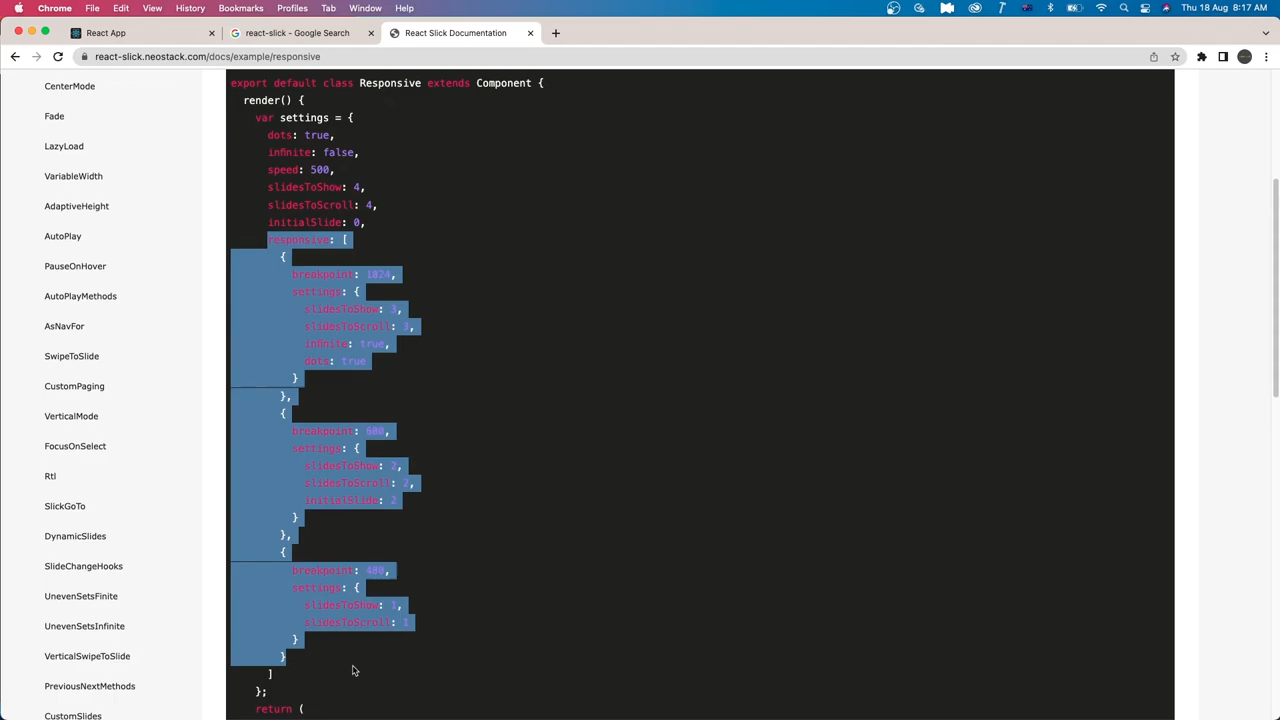 Chrome File Edit View History Bookmarks Profiles Tab Window Help Thu 18 Aug 8:17 AM
React App react-slick - Google Search React Slick Documentation
react-slick.neostack.com/docs/example/responsive
CenterMode
Fade
LazyLoad
VariableWidth
AdaptiveHeight
AutoPlay
PauseOnHover
AutoPlayMethods
AsNavFor
SwipeToSlide
CustomPaging
VerticalMode
FocusOnSelect
Rtl
SlickGoTo
DynamicSlides
SlideChangeHooks
UnevenSetsFinite
UnevenSetsInfinite
VerticalSwipeToSlide
PreviousNextMethods
CustomSlides
export default class Responsive extends Component {
render() {
var settings = {
dots: true,
infinite: false,
speed: 500,
slidesToShow: 4,
slidesToScroll: 4,
initialSlide: 0,
responsive: [
{
breakpoint: 1024,
settings: {
slidesToShow: 3,
slidesToScroll: 3,
infinite: true,
dots: true
}
},
{
breakpoint: 600,
settings: {
slidesToShow: 2,
slidesToScroll: 2,
initialSlide: 2
}
},
{
breakpoint: 480,
settings: {
slidesToShow: 1,
slidesToScroll: 1
}
}
]
};
return (